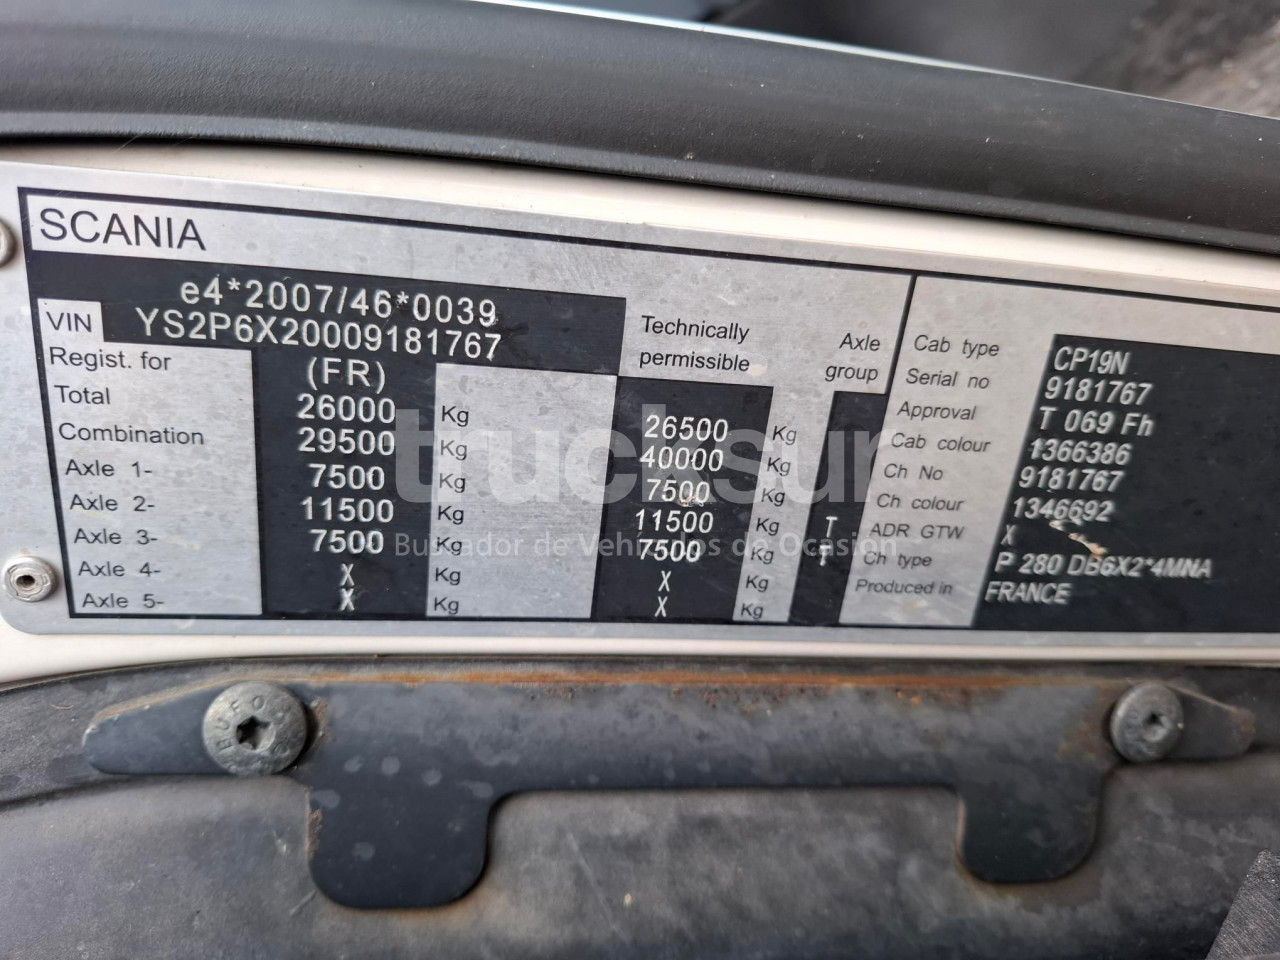 SCANIA
e4*2007/46*0039
VIN YS2P6X20009181767
Regist. for (FR)
Technically permissible
Axle group
Total 26000 Kg 26500 Kg
Combination 29500 Kg 40000 Kg
Axle 1- 7500 Kg 7500 Kg
Axle 2- 11500 Kg 11500 Kg T
Axle 3- 7500 Kg 7500 Kg T
Axle 4- X Kg X Kg
Axle 5- X Kg X Kg
Cab type CP19N
Serial no 9181767
Approval T 069 Fh
Cab colour 1366386
Ch No 9181767
Ch colour 1346692
ADR GTW X
Ch type P 280 DB6X2*4MNA
Produced in FRANCE
trucksur
Buscador de Vehículos de Ocasión
BUFO